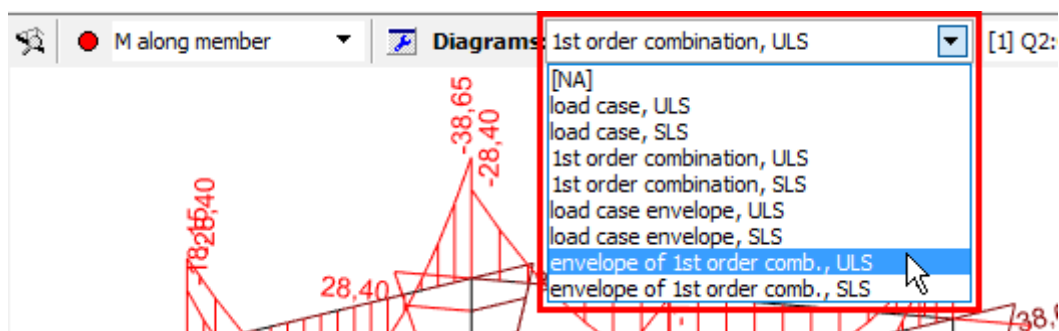 M along member
Diagrams: 1st order combination, ULS
[1] Q2:
[NA]
load case, ULS
load case, SLS
1st order combination, ULS
1st order combination, SLS
load case envelope, ULS
load case envelope, SLS
envelope of 1st order comb., ULS
envelope of 1st order comb., SLS
-38,65
-28,40
28,40